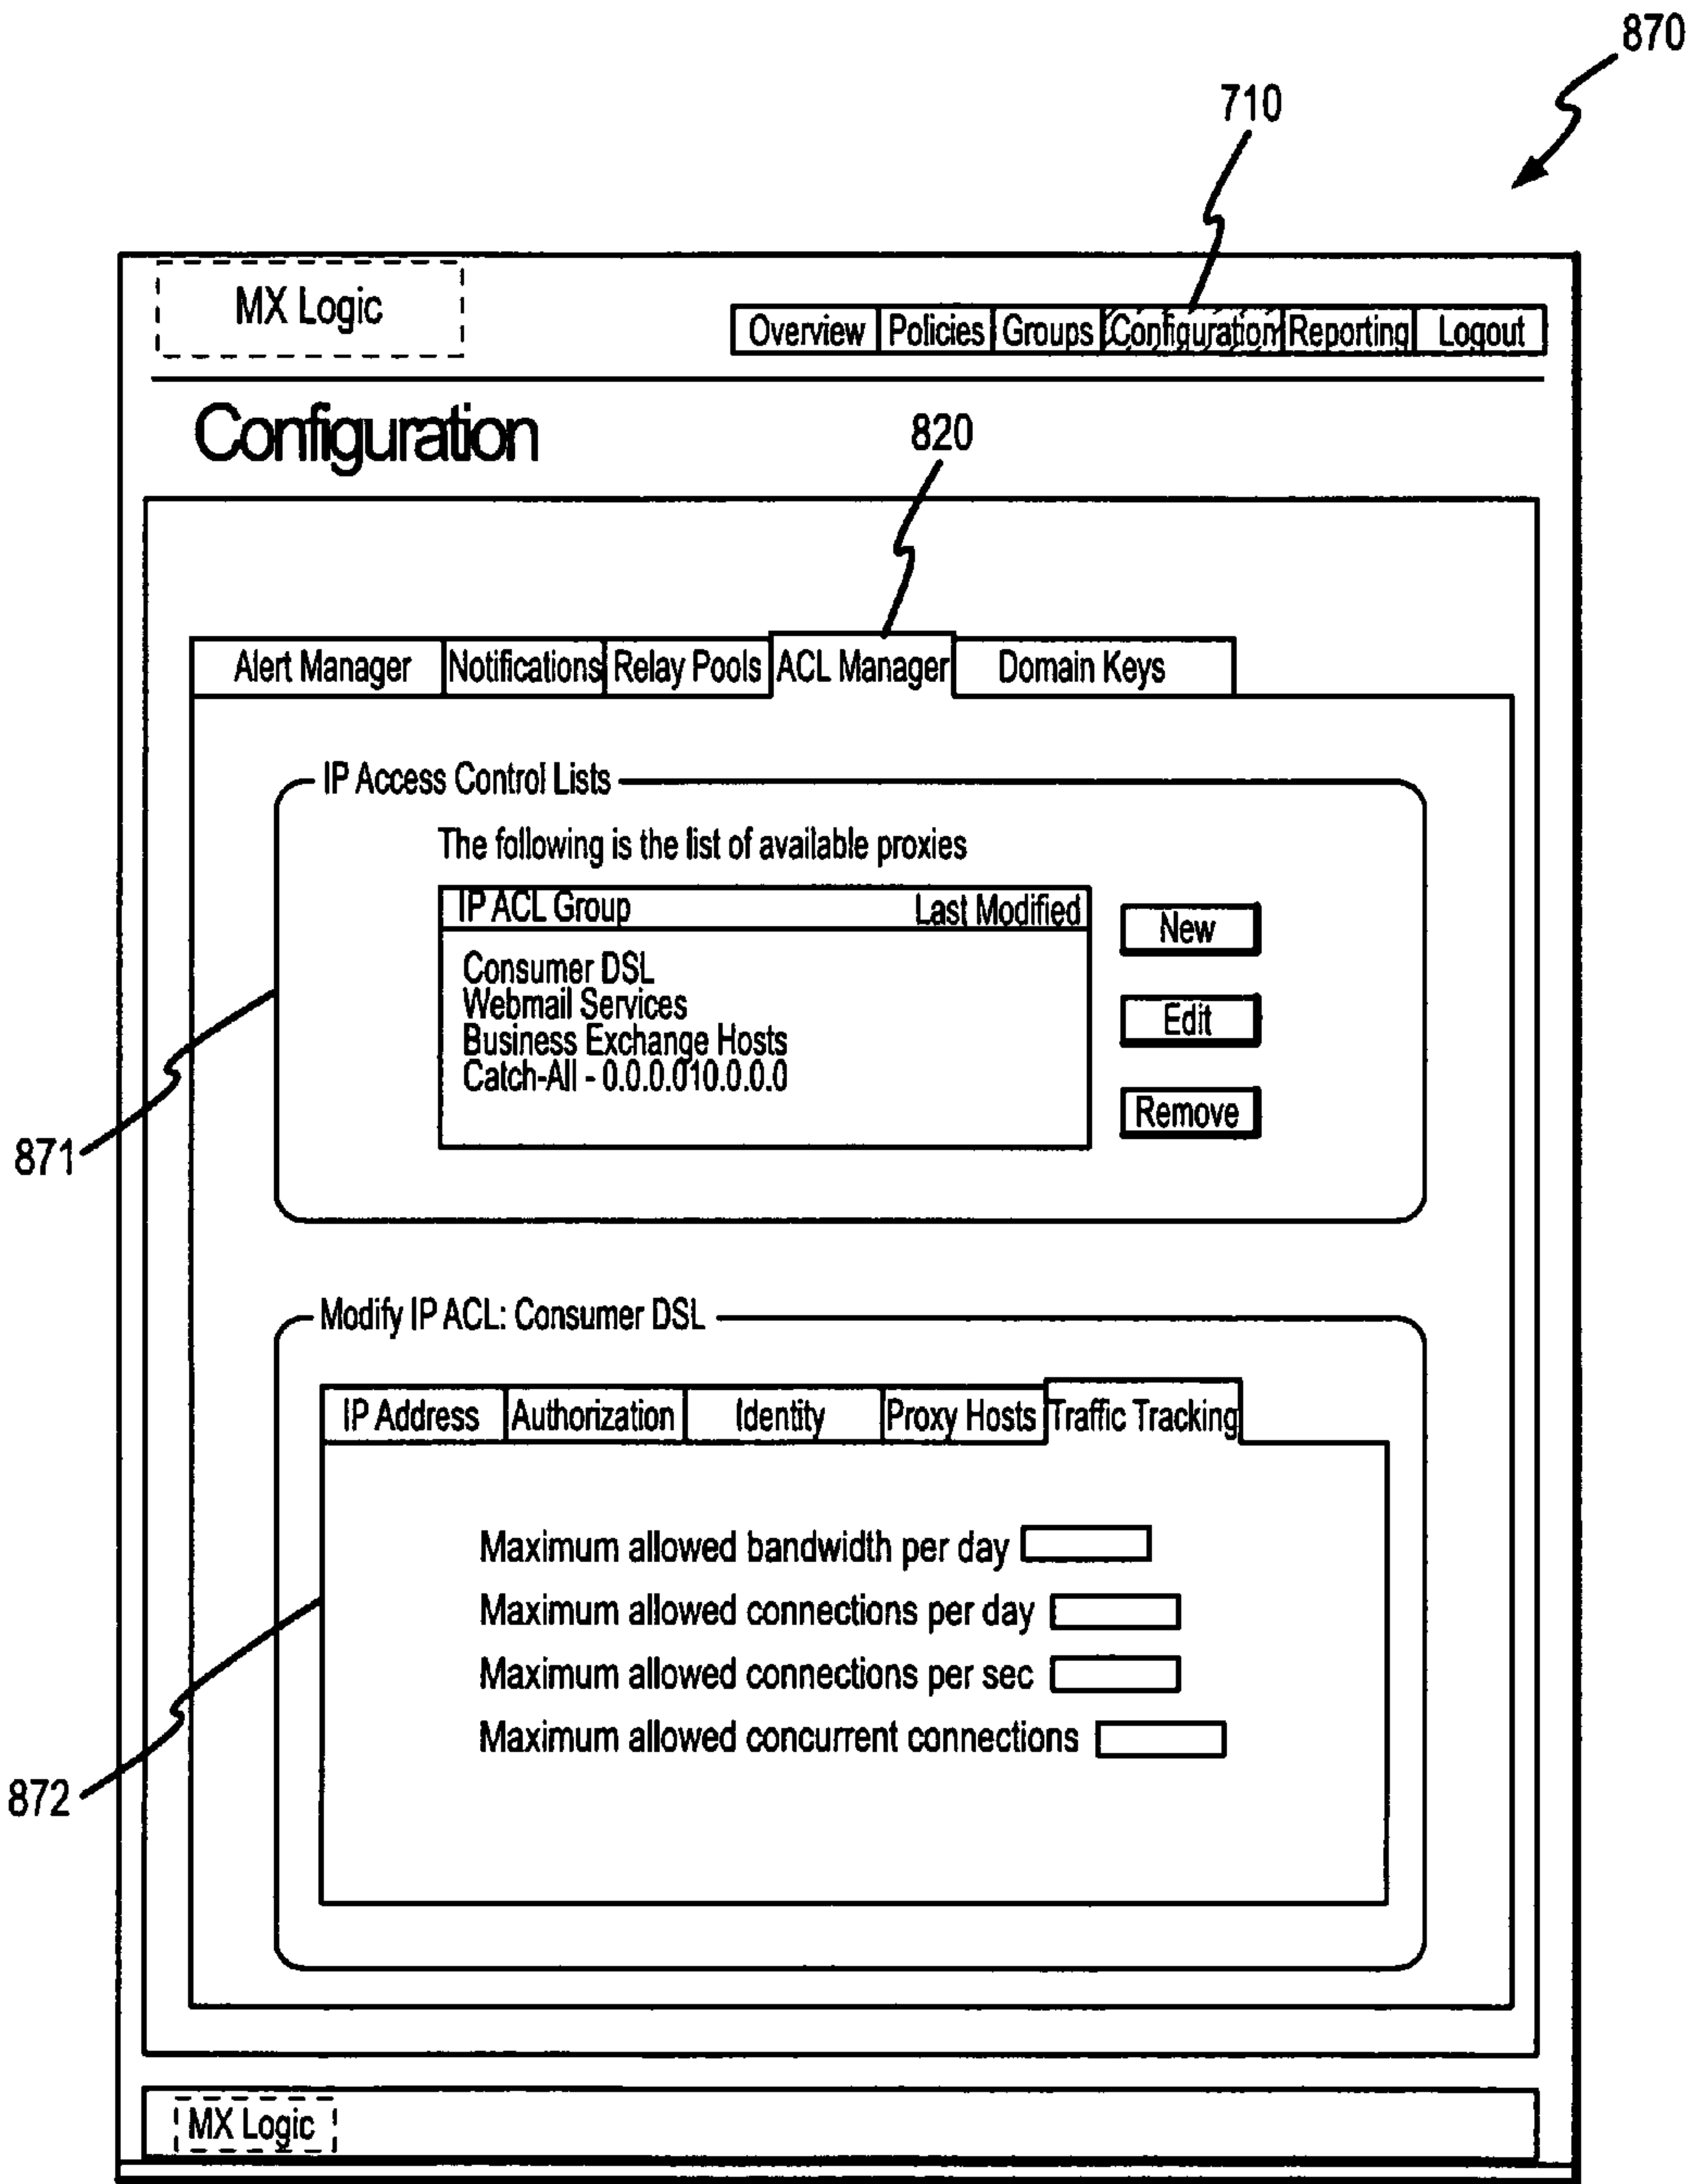 870
710
MX Logic
Overview Policies Groups Configuration Reporting Logout
Configuration
820
Alert Manager Notifications Relay Pools ACL Manager Domain Keys
IP Access Control Lists
The following is the list of available proxies
IP ACL Group Last Modified
New
Consumer DSL
Webmail Services
Edit
Business Exchange Hosts
Catch-All - 0.0.0.010.0.0.0
Remove
871
Modify IP ACL: Consumer DSL
IP Address Authorization Identity Proxy Hosts Traffic Tracking
Maximum allowed bandwidth per day
Maximum allowed connections per day
Maximum allowed connections per sec
Maximum allowed concurrent connections
872
MX Logic